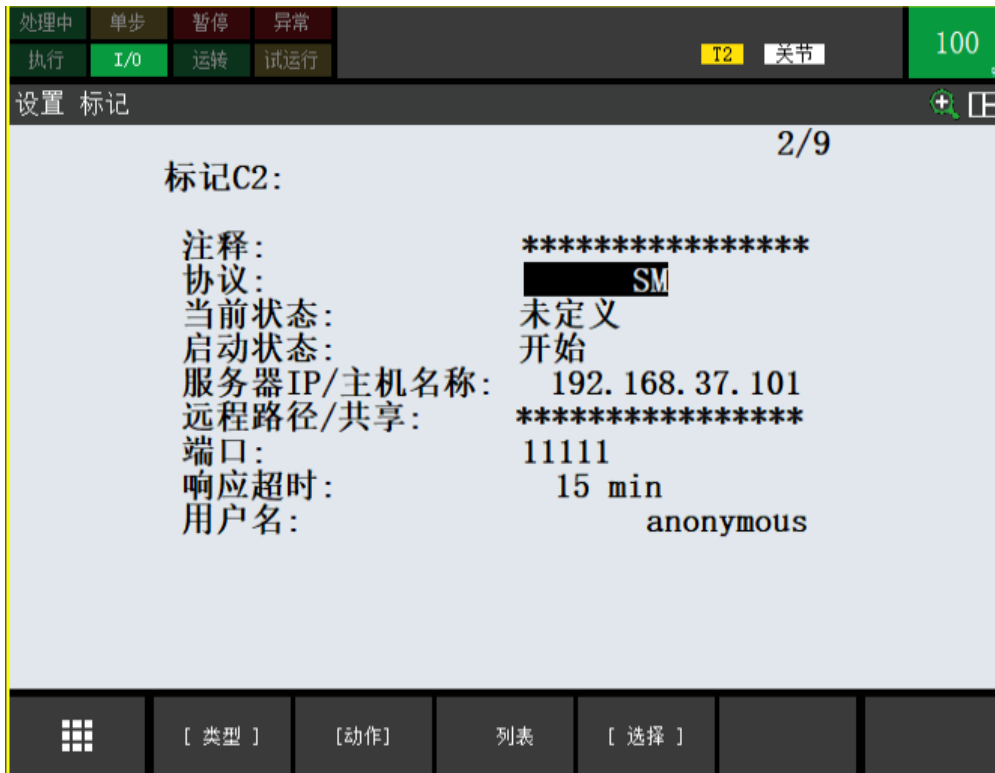 处理中 单步 暂停 异常
执行 I/O 运转 试运行 T2 关节 100
设置 标记
2/9
标记C2:
注释: ****************
协议: SM
当前状态: 未定义
启动状态: 开始
服务器IP/主机名称: 192.168.37.101
远程路径/共享: ****************
端口: 11111
响应超时: 15 min
用户名: anonymous
[ 类型 ] [动作] 列表 [ 选择 ]